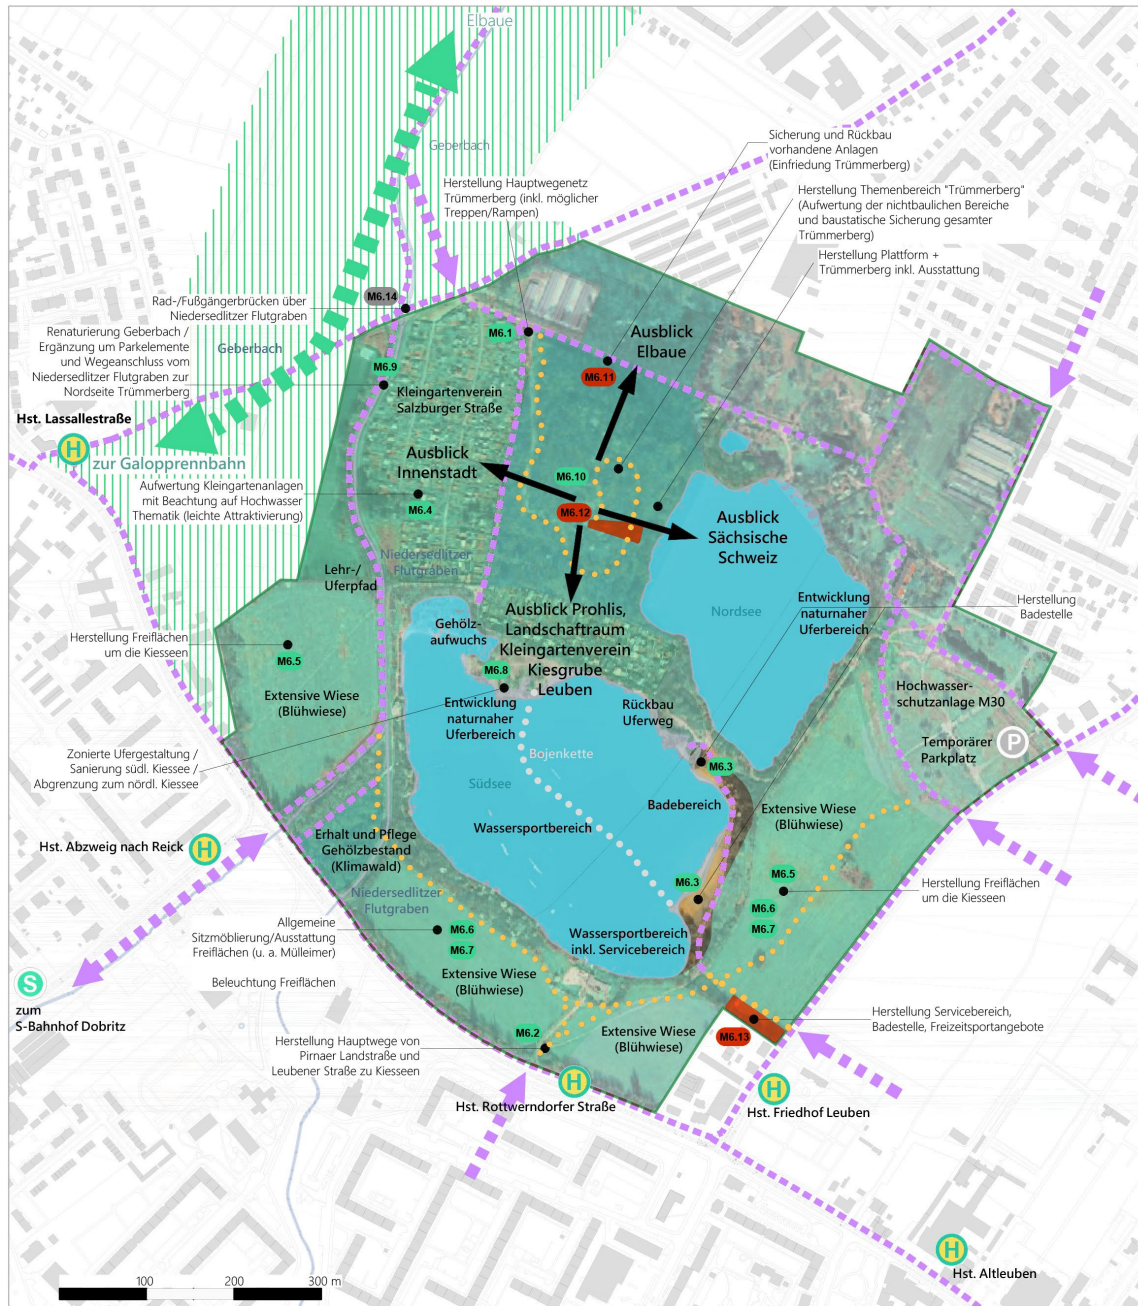 Elbaue
Geberbach
Sicherung und Rückbau
vorhandene Anlagen
(Einfriedung Trümmerberg)
Herstellung Hauptwegenetz
Trümmerberg (inkl. möglicher
Treppen/Rampen)
Herstellung Themenbereich "Trümmerberg"
(Aufwertung der nichtbaulichen Bereiche
und baustatische Sicherung gesamter
Trümmerberg)
Herstellung Plattform +
Trümmerberg inkl. Ausstattung
Rad-/Fußgängerbrücken über
Niedersedlitzer Flutgraben
M6.14
Renaturierung Geberbach /
Ergänzung um Parkelemente
und Wegeanschluss vom
Niedersedlitzer Flutgraben zur
Nordseite Trümmerberg
Geberbach
M6.1
Ausblick
Elbaue
M6.9
M6.11
Kleingartenverein
Salzburger Straße
Hst. Lassallestraße
H
zur Galopprennbahn
Ausblick
Innenstadt
M6.10
Aufwertung Kleingartenanlagen
mit Beachtung auf Hochwasser
Thematik (leichte Attraktivierung)
M6.4
M6.12
Ausblick
Sächsische
Schweiz
Niedersedlitzer
Flutgraben
Lehr-/
Uferpfad
Nordsee
Entwicklung
naturnaher
Uferbereich
Herstellung
Badestelle
Ausblick Prohlis,
Landschaftraum
Kleingartenverein
Kiesgrube
Leuben
Gehölz-
aufwuchs
Herstellung Freiflächen
um die Kiesseen
M6.5
M6.8
Extensive Wiese
(Blühwiese)
Entwicklung
naturnaher
Uferbereich
Rückbau
Uferweg
Hochwasser-
schutzanlage M30
Temporärer
Parkplatz
P
Zonierte Ufergestaltung /
Sanierung südl. Kiessee /
Abgrenzung zum nördl. Kiessee
Bojenkette
M6.3
Südsee
Badebereich
Extensive Wiese
(Blühwiese)
Wassersportbereich
Erhalt und Pflege
Gehölzbestand
(Klimawald)
Hst. Abzweig nach Reick
H
M6.3
M6.5
M6.6
M6.7
Herstellung Freiflächen
um die Kiesseen
Niedersedlitzer
Flutgraben
Allgemeine
Sitzmöblierung/Ausstattung
Freiflächen (u. a. Mülleimer)
M6.6
M6.7
Wassersportbereich
inkl. Servicebereich
Beleuchtung Freiflächen
Extensive Wiese
(Blühwiese)
S
zum
S-Bahnhof Dobritz
Herstellung Servicebereich,
Badestelle, Freizeitsportangebote
M6.13
M6.2
Extensive Wiese
(Blühwiese)
Herstellung Hauptwege von
Pirnaer Landstraße und
Leubener Straße zu Kiesseen
H
Hst. Rottwerndorfer Straße
H
Hst. Friedhof Leuben
H
Hst. Altleuben
100
200
300 m